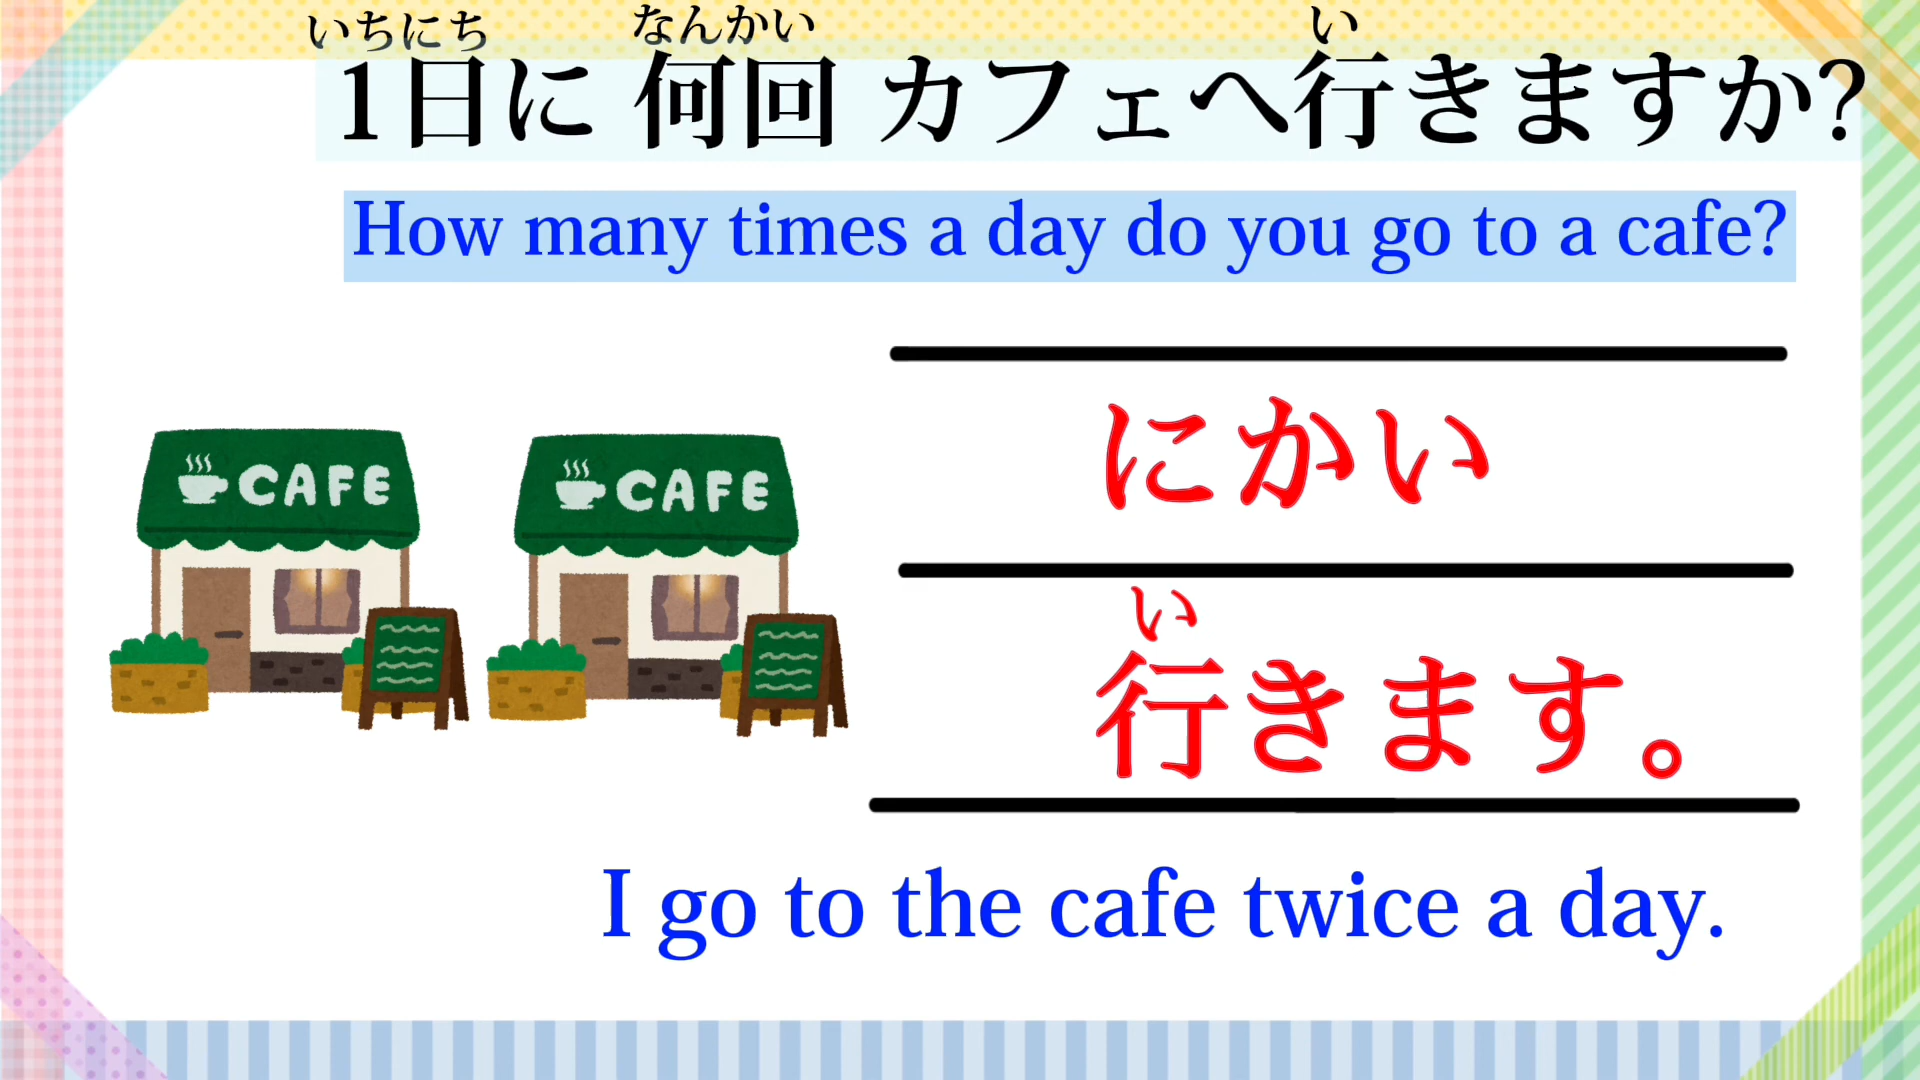 いちにち なんかい い
1日に 何回 カフェへ行きますか?
How many times a day do you go to a cafe?
CAFE CAFE
にかい
い
行きます。
I go to the cafe twice a day.